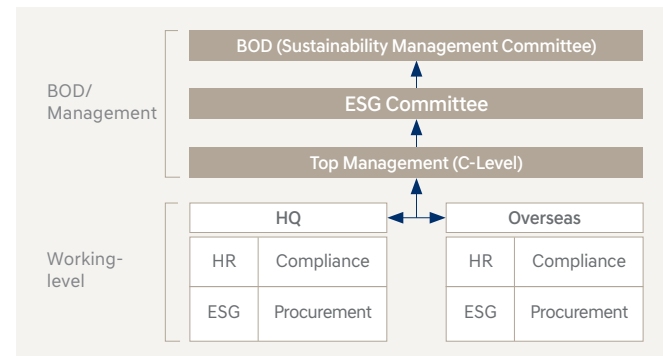 BOD (Sustainability Management Committee)
BOD/
Management
ESG Committee
Top Management (C-Level)
HQ
Overseas
Working-
level
HR
Compliance
HR
Compliance
ESG
Procurement
ESG
Procurement